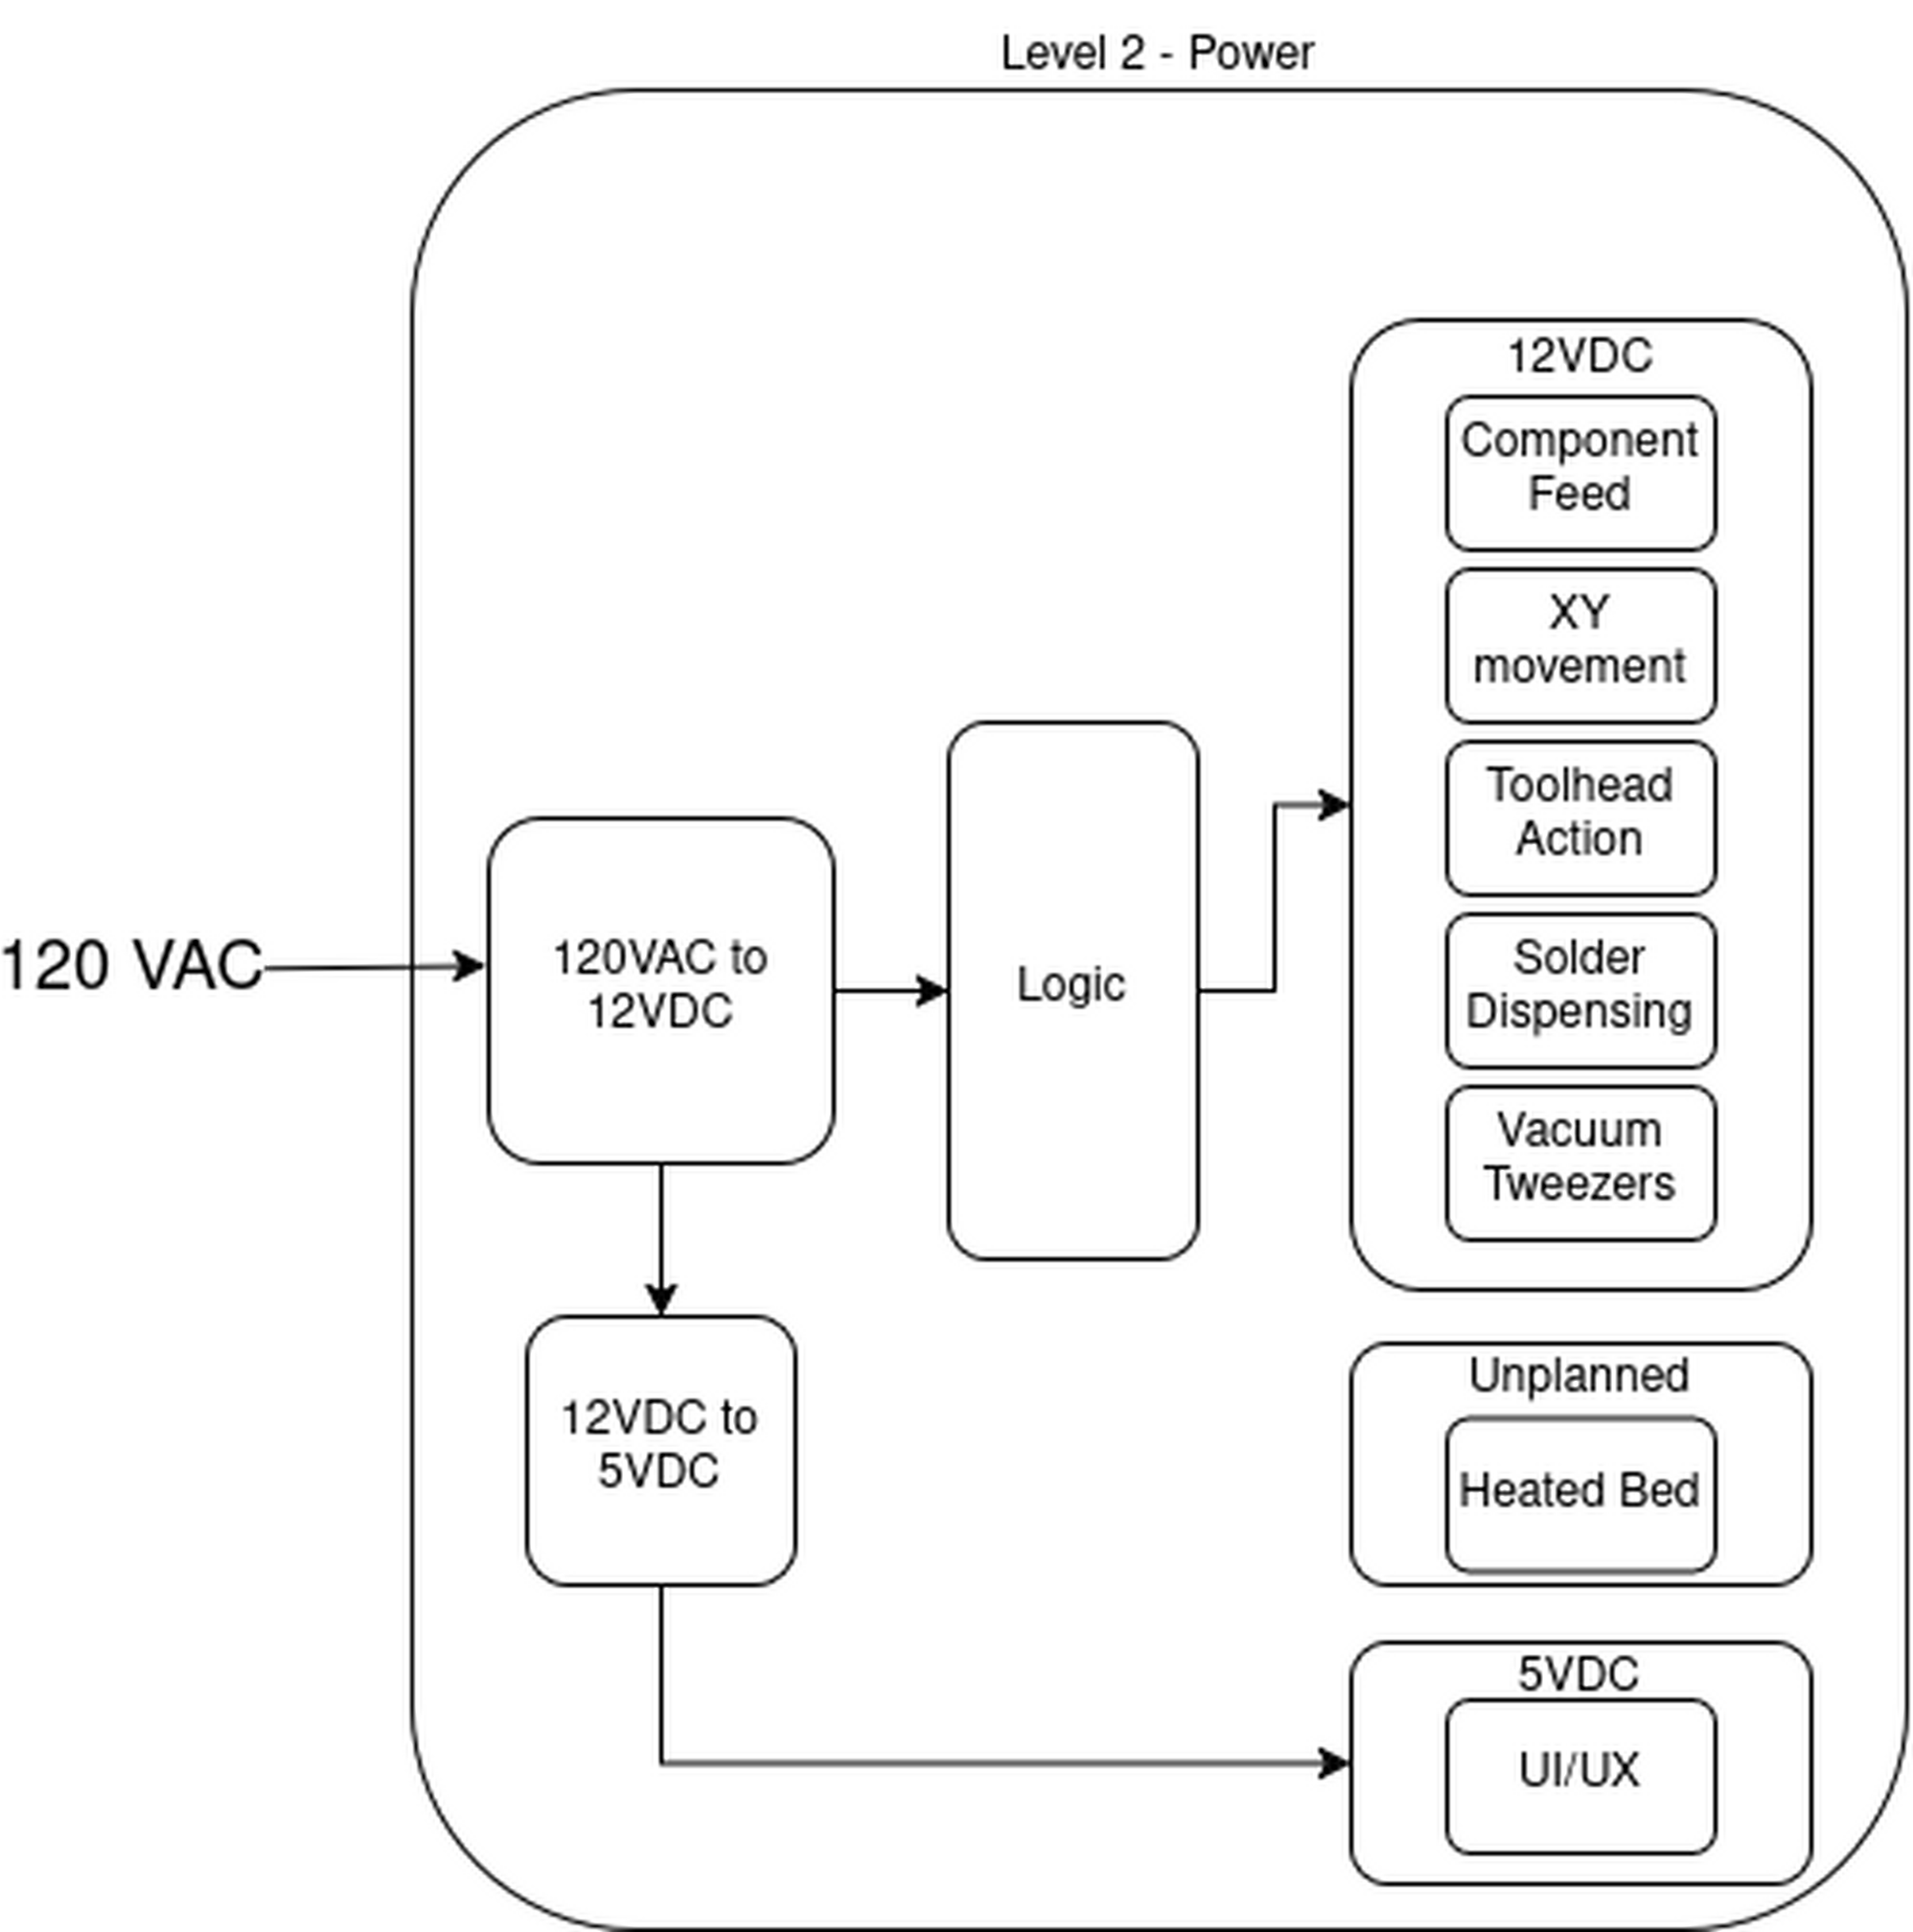 Level 2 - Power
12VDC
Component
Feed
XY
movement
Toolhead
Action
Solder
Dispensing
Vacuum
Tweezers
120 VAC
120VAC to
12VDC
Logic
12VDC to
5VDC
Unplanned
Heated Bed
5VDC
UI/UX